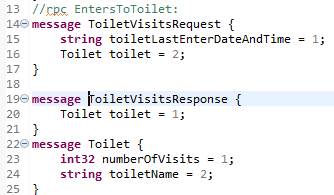 13 //rpc EntersToToilet:
14 message ToiletVisitsRequest {
15 string toiletLastEnterDateAndTime = 1;
16 Toilet toilet = 2;
17 }
18
19 message ToiletVisitsResponse {
20 Toilet toilet = 1;
21 }
22 message Toilet {
23 int32 numberOfVisits = 1;
24 string toiletName = 2;
25 }